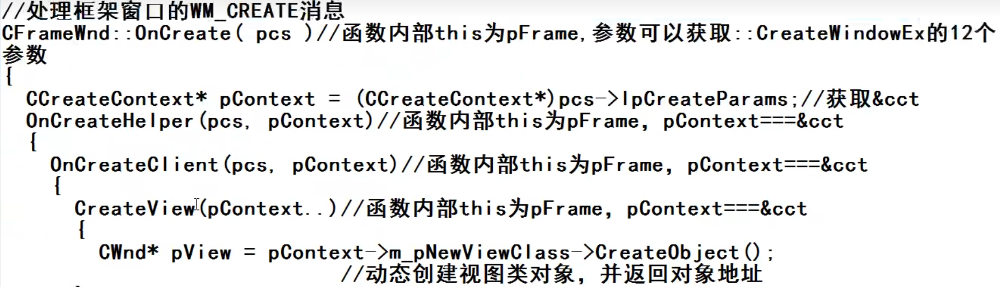 //处理框架窗口的WM_CREATE消息
CFrameWnd::OnCreate( pcs )//函数内部this为pFrame,参数可以获取::CreateWindowEx的12个
参数
{
CCreateContext* pContext = (CCreateContext*)pcs->lpCreateParams;//获取&cct
OnCreateHelper(pcs, pContext)//函数内部this为pFrame, pContext===&cct
{
OnCreateClient(pcs, pContext)//函数内部this为pFrame, pContext===&cct
{
CreateView(pContext..)//函数内部this为pFrame, pContext===&cct
{
CWnd* pView = pContext->m_pNewViewClass->CreateObject();
//动态创建视图类对象, 并返回对象地址